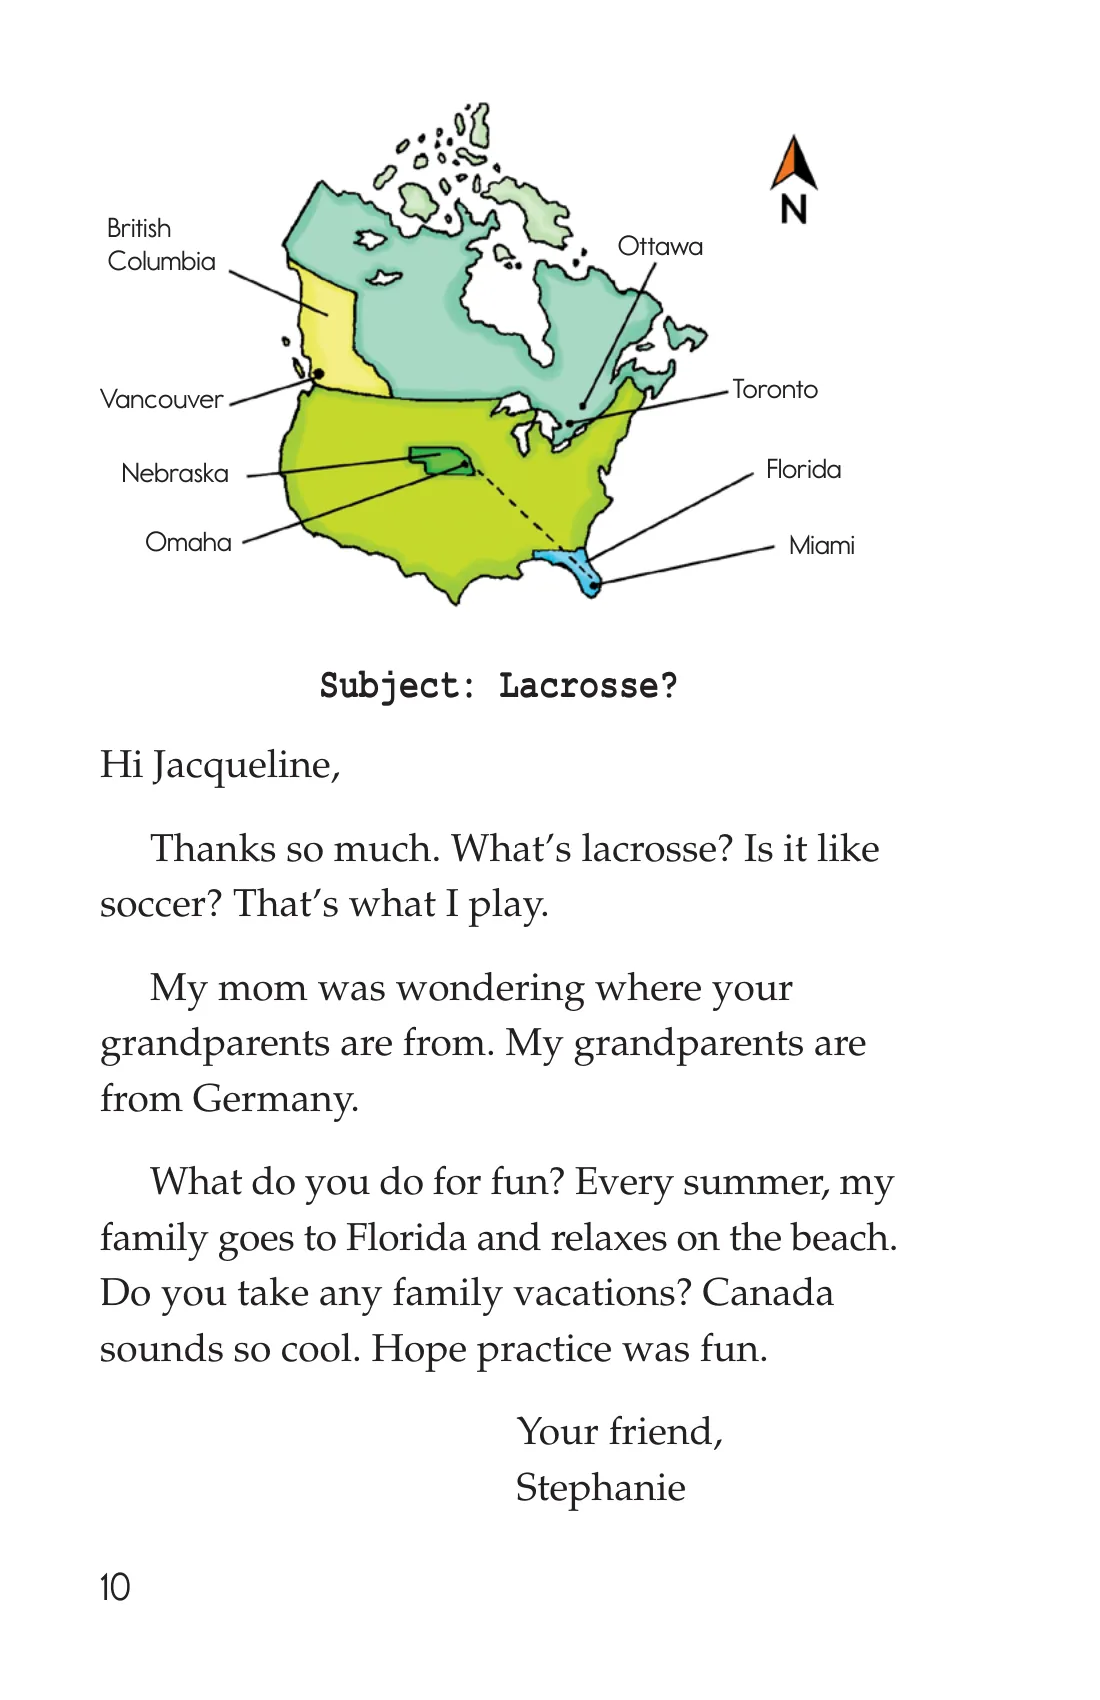 British
Columbia
N
Ottawa
Vancouver
Toronto
Nebraska
Florida
Omaha
Miami
Subject: Lacrosse?
Hi Jacqueline,
Thanks so much. What’s lacrosse? Is it like
soccer? That’s what I play.
My mom was wondering where your
grandparents are from. My grandparents are
from Germany.
What do you do for fun? Every summer, my
family goes to Florida and relaxes on the beach.
Do you take any family vacations? Canada
sounds so cool. Hope practice was fun.
Your friend,
Stephanie
10